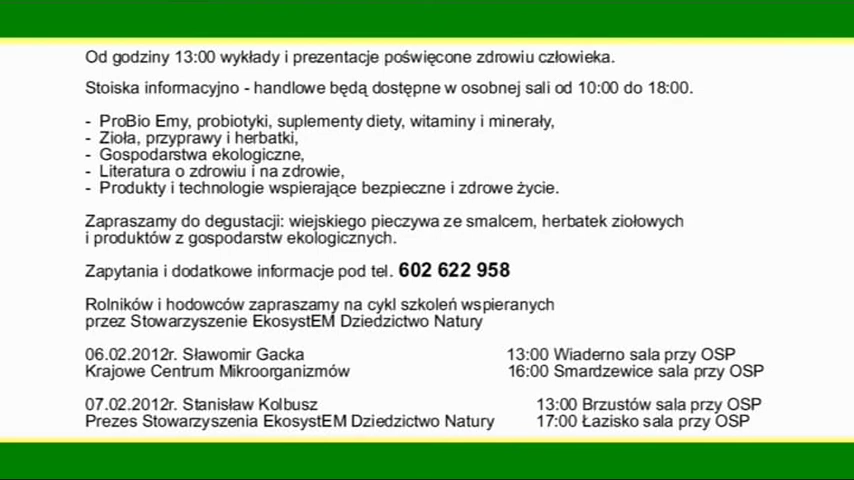 Od godziny 13:00 wykłady i prezentacje poświęcone zdrowiu człowieka.
Stoiska informacyjno - handlowe będą dostępne w osobnej sali od 10:00 do 18:00.
- ProBio Emy, probiotyki, suplementy diety, witaminy i minerały,
- Zioła, przyprawy i herbatki,
- Gospodarstwa ekologiczne,
- Literatura o zdrowiu i na zdrowie,
- Produkty i technologie wspierające bezpieczne i zdrowe życie.
Zapraszamy do degustacji: wiejskiego pieczywa ze smalcem, herbatek ziołowych
i produktów z gospodarstw ekologicznych.
Zapytania i dodatkowe informacje pod tel. 602 622 958
Rolników i hodowców zapraszamy na cykl szkoleń wspieranych
przez Stowarzyszenie EkosystEM Dziedzictwo Natury
06.02.2012r. Sławomir Gacka 13:00 Wiaderno sala przy OSP
Krajowe Centrum Mikroorganizmów 16:00 Smardzewice sala przy OSP
07.02.2012r. Stanisław Kolbusz 13:00 Brzustów sala przy OSP
Prezes Stowarzyszenia EkosystEM Dziedzictwo Natury 17:00 Łazisko sala przy OSP